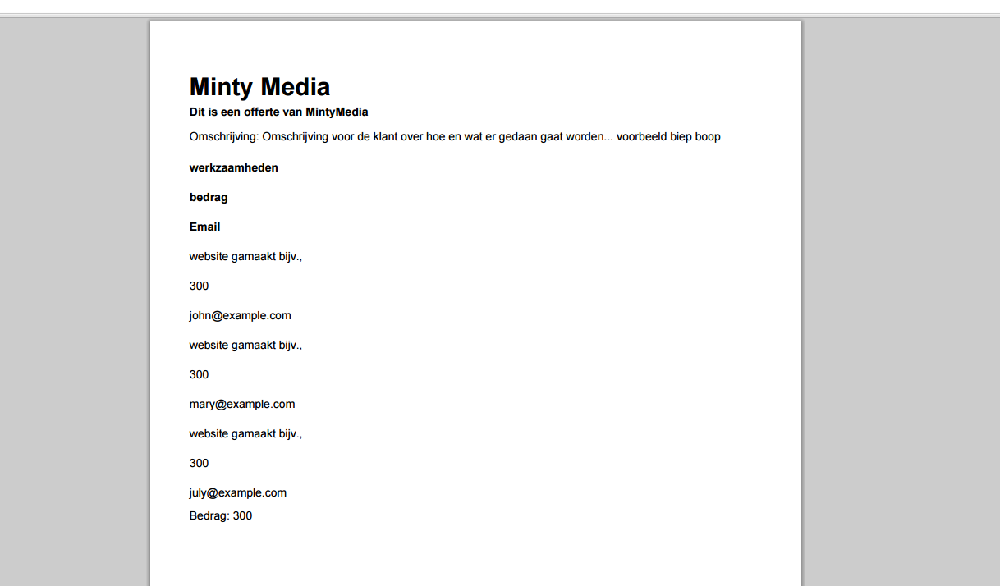 Minty Media
Dit is een offerte van MintyMedia
Omschrijving: Omschrijving voor de klant over hoe en wat er gedaan gaat worden... voorbeeld biep boop
werkzaamheden
bedrag
Email
website gamaakt bijv.,
300
john@example.com
website gamaakt bijv.,
300
mary@example.com
website gamaakt bijv.,
300
july@example.com
Bedrag: 300